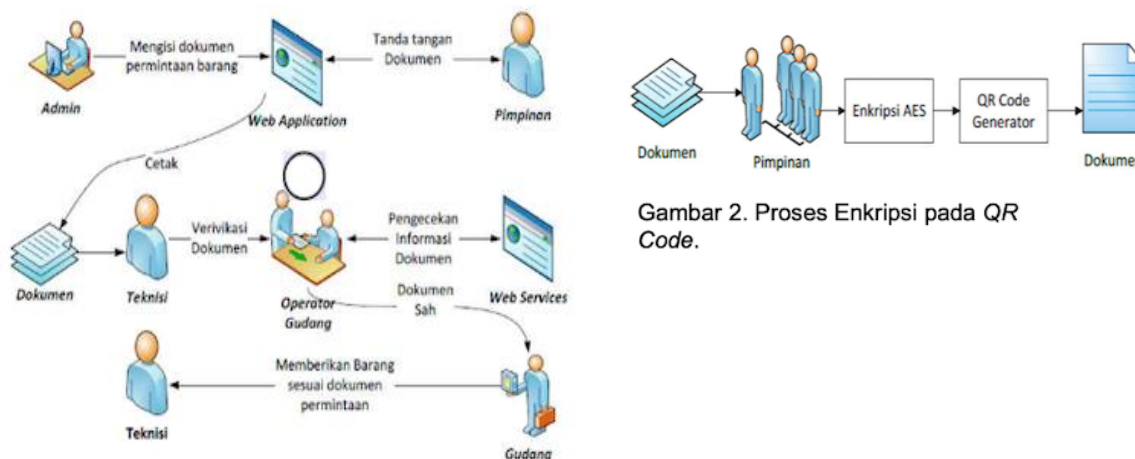 Mengisi dokumen
permintaan barang
Tanda tangan
Dokumen
Admin
Web Application
Pimpinan
Cetak
Verivikasi
Dokumen
Pengecekan
Informasi
Dokumen
Dokumen
Teknisi
Operator
Gudang
Web Services
Dokumen
Sah
Memberikan Barang
sesuai dokumen
permintaan
Teknisi
Gudang
Enkripsi AES
QR Code
Generator
Dokumen
Pimpinan
Dokume
Gambar 2. Proses Enkripsi pada QR
Code.